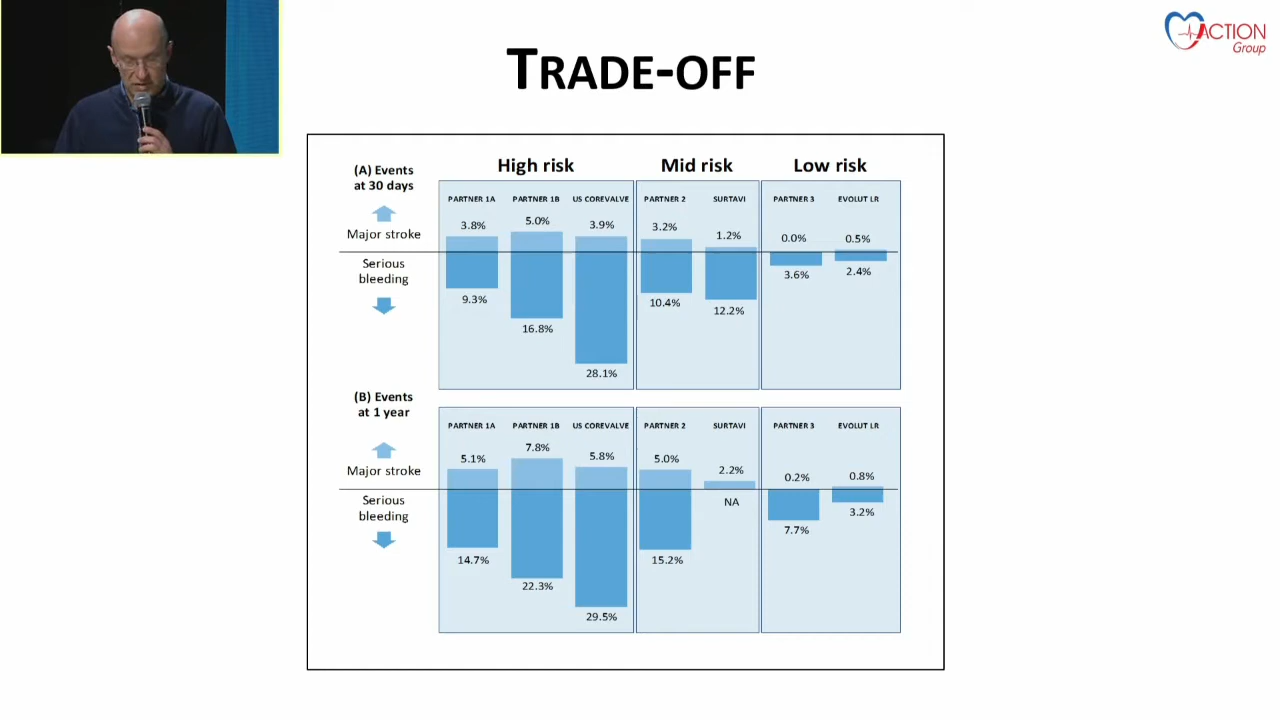 ACTION
Group
TRADE-OFF
(A) Events
at 30 days
High risk
Mid risk
Low risk
PARTNER 1A
PARTNER 1B
US COREVALVE
PARTNER 2
SURTAVI
PARTNER 3
EVOLUT LR
Major stroke
3.8%
5.0%
3.9%
3.2%
1.2%
0.0%
0.5%
Serious
bleeding
9.3%
16.8%
28.1%
10.4%
12.2%
3.6%
2.4%
(B) Events
at 1 year
PARTNER 1A
PARTNER 1B
US COREVALVE
PARTNER 2
SURTAVI
PARTNER 3
EVOLUT LR
Major stroke
5.1%
7.8%
5.8%
5.0%
2.2%
0.2%
0.8%
Serious
bleeding
14.7%
22.3%
29.5%
15.2%
NA
7.7%
3.2%